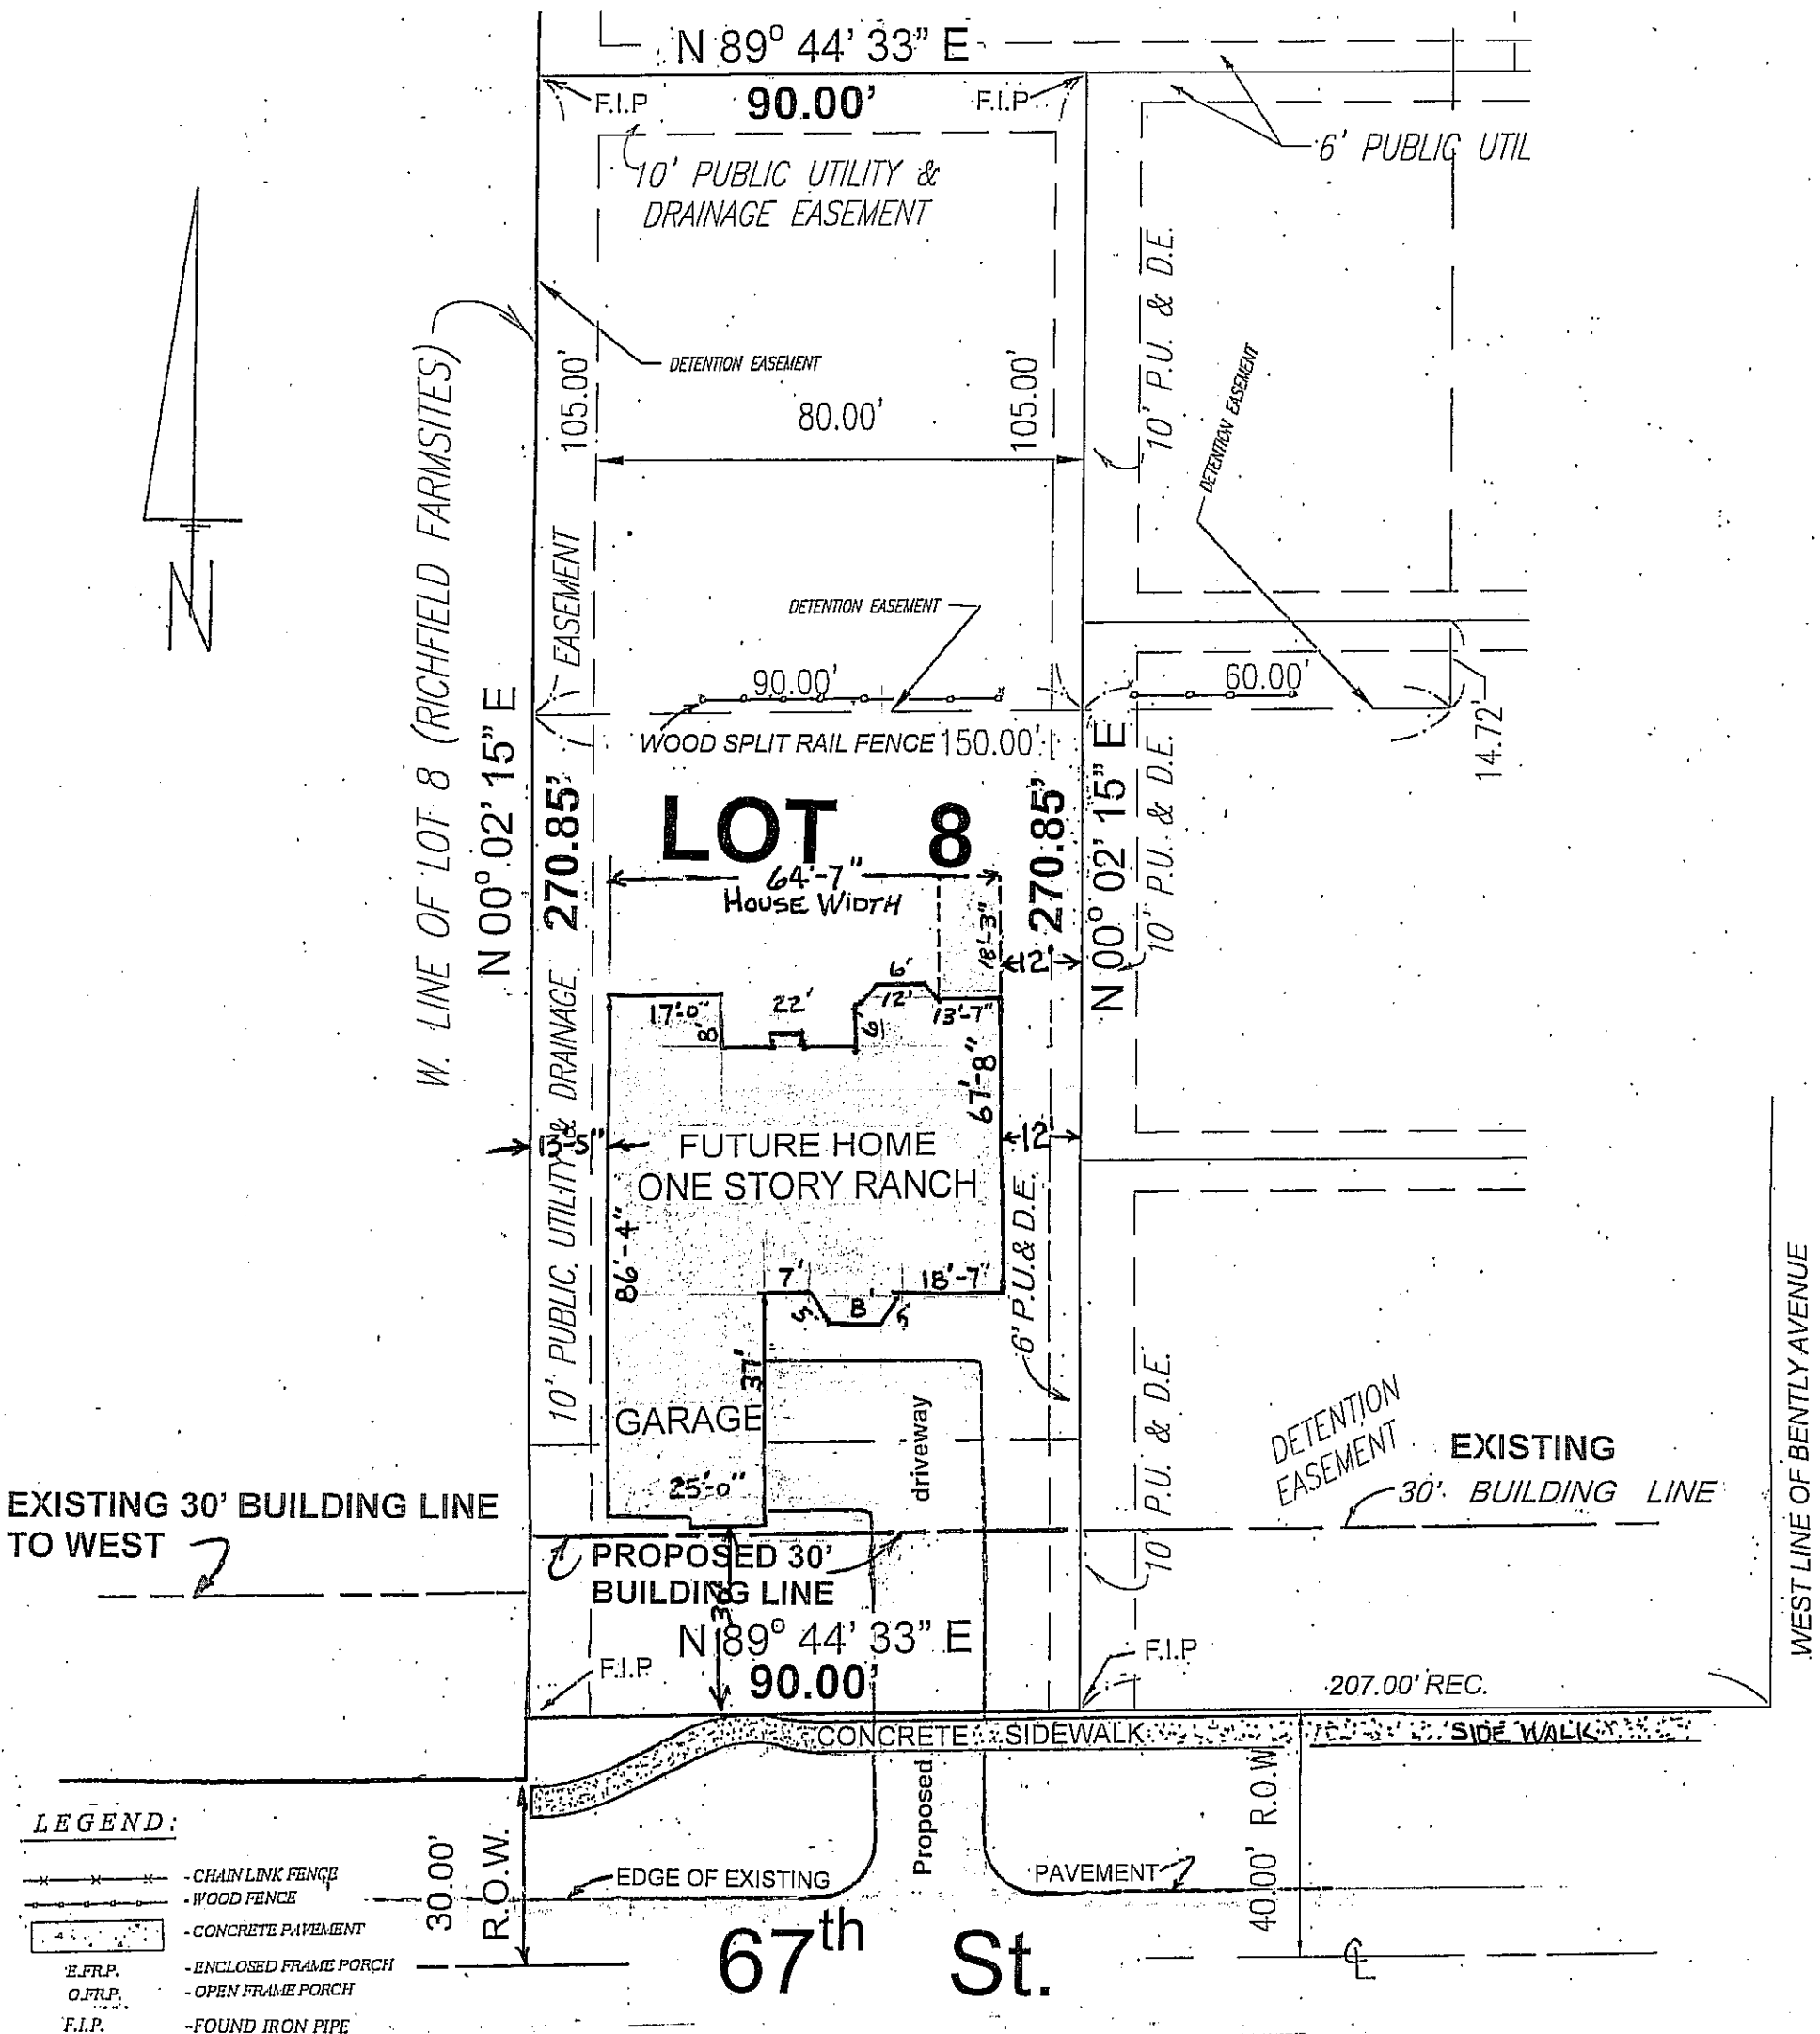 N 89° 44' 33" E
F.I.P
90.00'
F.I.P.
6' PUBLIC UTIL
10' PUBLIC UTILITY &
DRAINAGE EASEMENT
10' P.U. & D.E.
DETENTION EASEMENT
105.00'
80.00'
105.00'
DETENTION EASEMENT
W. LINE OF LOT 8 (RICHFIELD FARMSITES)
N
EASEMENT
DETENTION EASEMENT
90.00'
60.00'
WOOD SPLIT RAIL FENCE
150.00'
14.72'
N 00° 02' 15" E
270.85'
LOT 8
270.85'
N 00° 02' 15" E
10' P.U. & D.E.
64'-7"
HOUSE WIDTH
18'-3"
12'
6'
12'
17'-0"
22'
13'-7"
8'
6'
67'-8"
13'-5"
FUTURE HOME
ONE STORY RANCH
12'
10' PUBLIC UTILITY & DRAINAGE
86'-4"
7'
18'-7"
5'
8'
5'
6' P.U.& D.E.
37'
GARAGE
driveway
10' P.U. & D.E.
DETENTION
EASEMENT
25'-0"
EXISTING
30' BUILDING LINE
EXISTING 30' BUILDING LINE
TO WEST
PROPOSED 30'
BUILDING LINE
30'
WEST LINE OF BENTLY AVENUE
N 89° 44' 33" E
F.I.P.
90.00'
F.I.P
207.00' REC.
CONCRETE SIDEWALK
SIDE WALK
Proposed
30.00'
R.O.W.
40.00' R.O.W
EDGE OF EXISTING
PAVEMENT
67th St.
CL
LEGEND:
- CHAIN LINK FENCE
- WOOD FENCE
- CONCRETE PAVEMENT
E.FR.P. - ENCLOSED FRAME PORCH
O.FR.P. - OPEN FRAME PORCH
F.I.P. -FOUND IRON PIPE